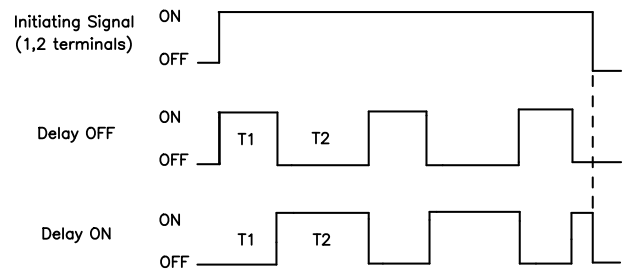 Initiating Signal
(1,2 terminals)
ON
OFF
Delay OFF
ON
OFF
T1
T2
Delay ON
ON
OFF
T1
T2